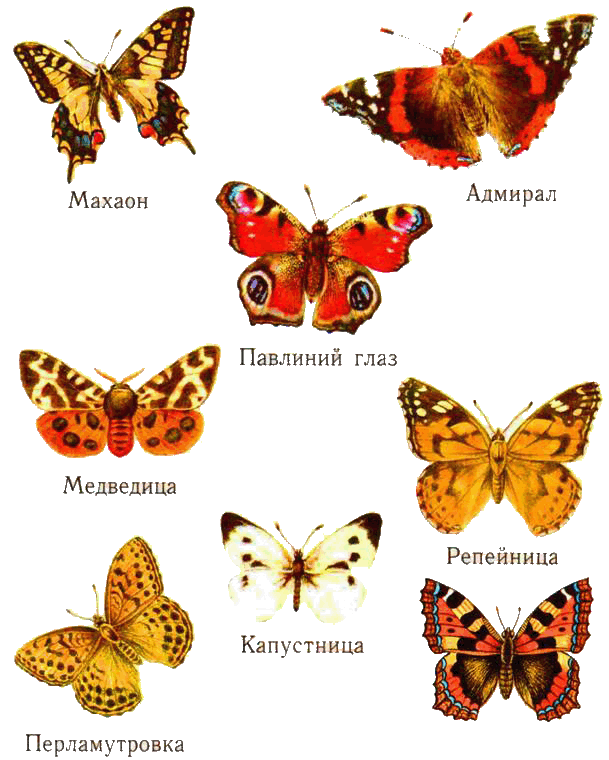 Махаон
Адмирал
Павлиний глаз
Медведица
Репейница
Капустница
Перламутровка